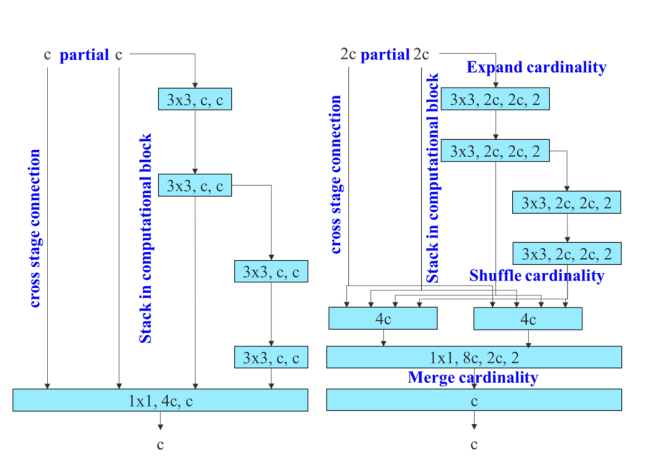 c partial c
3x3, c, c
3x3, c, c
3x3, c, c
3x3, c, c
cross stage connection
Stack in computational block
1x1, 4c, c
c
2c partial 2c
Expand cardinality
3x3, 2c, 2c, 2
3x3, 2c, 2c, 2
3x3, 2c, 2c, 2
3x3, 2c, 2c, 2
cross stage connection
Stack in computational block
Shuffle cardinality
4c
4c
1x1, 8c, 2c, 2
Merge cardinality
c
c